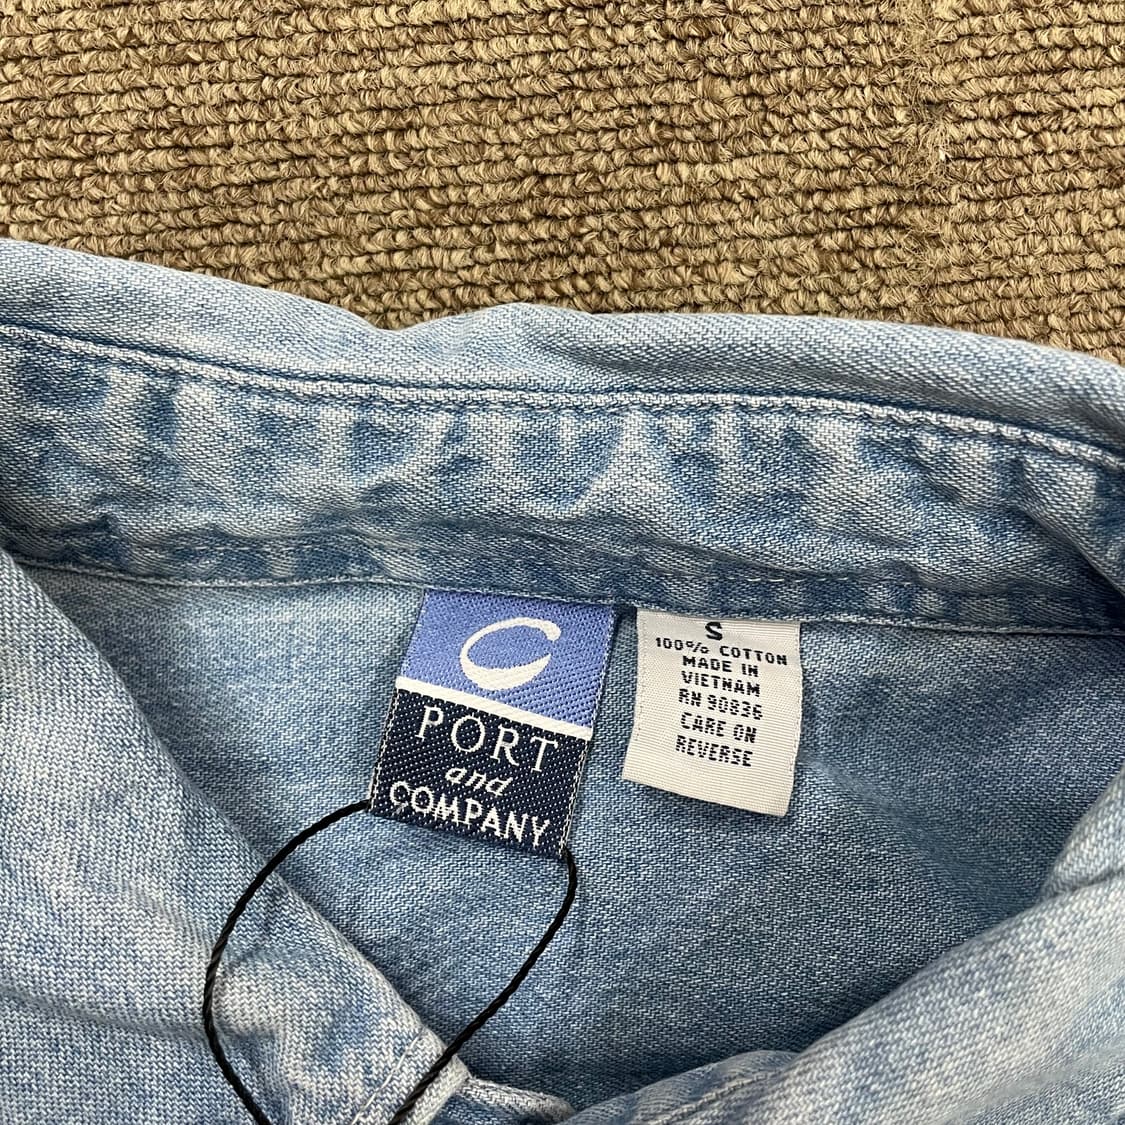 PORT
and
COMPANY
S
100% COTTON
MADE IN
VIETNAM
RN 90836
CARE ON
REVERSE